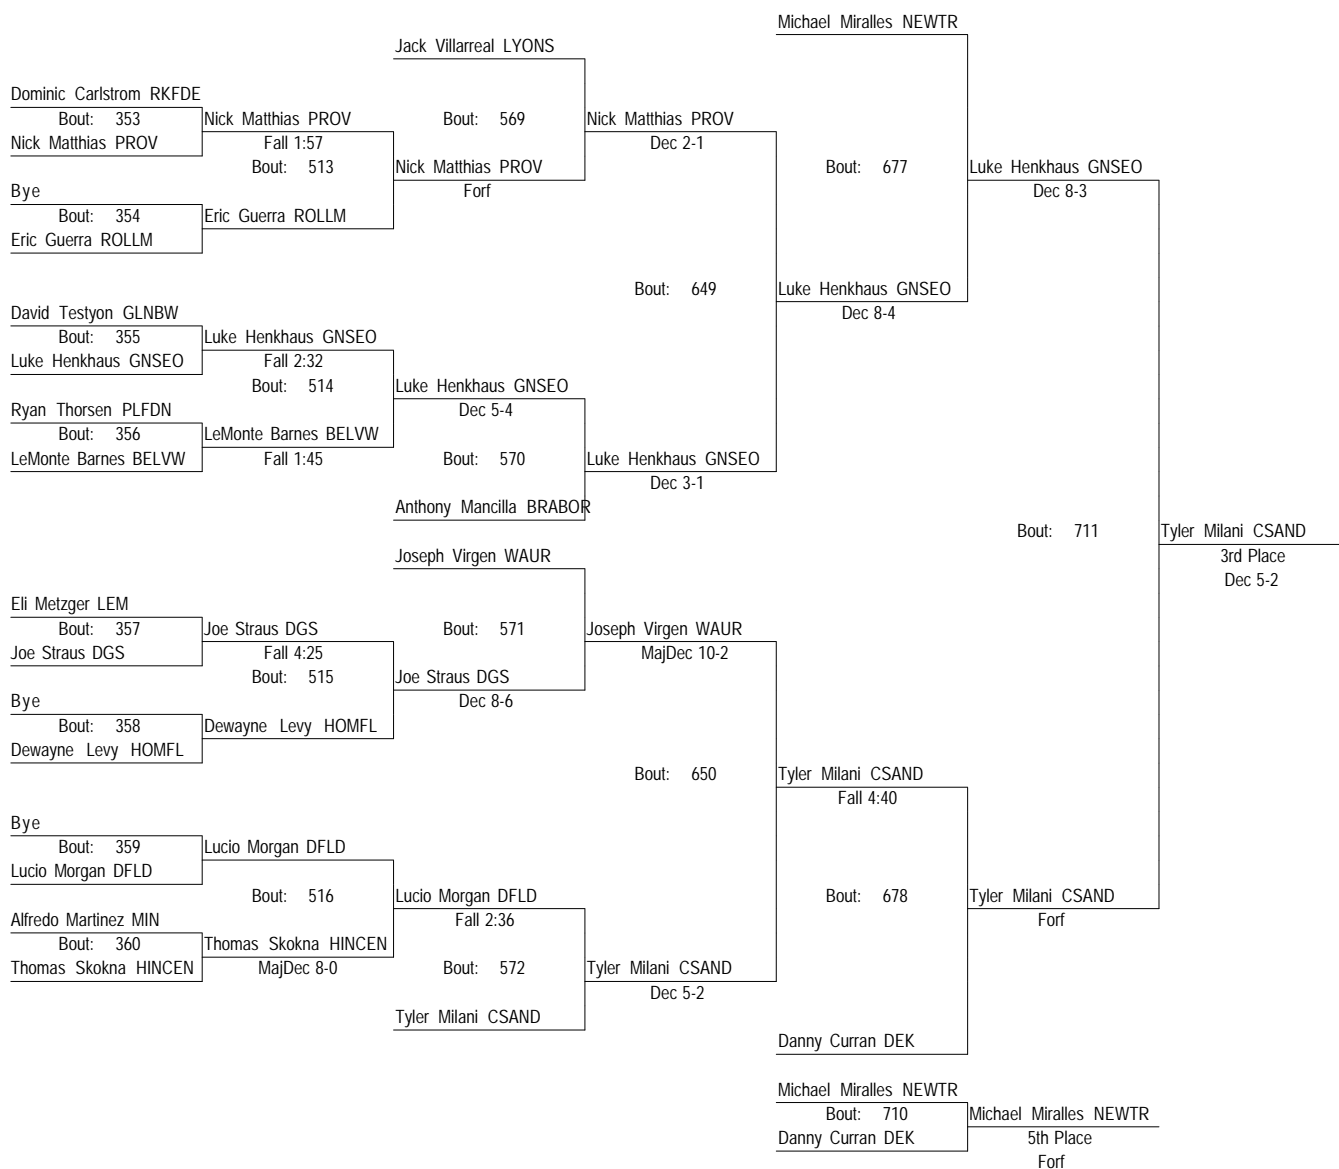 Michael Miralles NEWTR
Jack Villarreal LYONS
Dominic Carlstrom RKFDE
Bout: 353
Nick Matthias PROV
Nick Matthias PROV
Fall 1:57
Bout: 513
Bout: 569
Nick Matthias PROV
Dec 2-1
Nick Matthias PROV
Forf
Bout: 677
Luke Henkhaus GNSEO
Dec 8-3
Bye
Bout: 354
Eric Guerra ROLLM
Eric Guerra ROLLM
Bout: 649
Luke Henkhaus GNSEO
Dec 8-4
David Testyon GLNBW
Bout: 355
Luke Henkhaus GNSEO
Luke Henkhaus GNSEO
Fall 2:32
Bout: 514
Luke Henkhaus GNSEO
Dec 5-4
Ryan Thorsen PLFDN
Bout: 356
LeMonte Barnes BELVW
LeMonte Barnes BELVW
Fall 1:45
Bout: 570
Luke Henkhaus GNSEO
Dec 3-1
Anthony Mancilla BRABOR
Bout: 711
Tyler Milani CSAND
3rd Place
Dec 5-2
Joseph Virgen WAUR
Eli Metzger LEM
Bout: 357
Joe Straus DGS
Joe Straus DGS
Fall 4:25
Bout: 515
Bout: 571
Joseph Virgen WAUR
MajDec 10-2
Joe Straus DGS
Dec 8-6
Bye
Bout: 358
Dewayne Levy HOMFL
Dewayne Levy HOMFL
Bout: 650
Tyler Milani CSAND
Fall 4:40
Bye
Bout: 359
Lucio Morgan DFLD
Lucio Morgan DFLD
Bout: 516
Lucio Morgan DFLD
Fall 2:36
Bout: 678
Tyler Milani CSAND
Forf
Alfredo Martinez MIN
Bout: 360
Thomas Skokna HINCEN
Thomas Skokna HINCEN
MajDec 8-0
Bout: 572
Tyler Milani CSAND
Dec 5-2
Tyler Milani CSAND
Danny Curran DEK
Michael Miralles NEWTR
Bout: 710
Danny Curran DEK
Michael Miralles NEWTR
5th Place
Forf